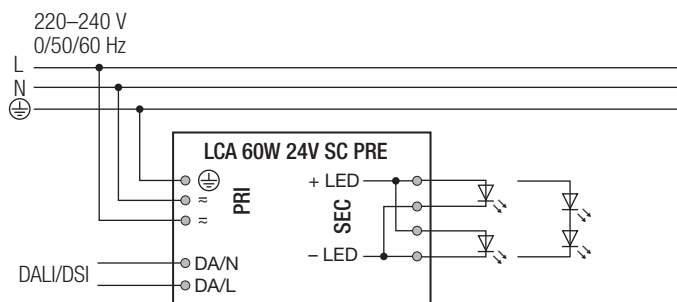 220–240 V
0/50/60 Hz
L
N
LCA 60W 24V SC PRE
PRI
≈
≈
+ LED
SEC
– LED
DALI/DSI
DA/N
DA/L